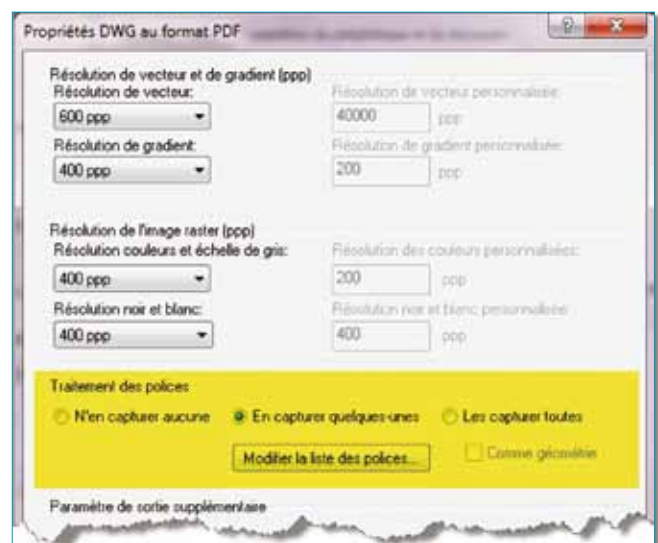 Propriétés DWG au format PDF
Résolution de vecteur et de gradient (ppp)
Résolution de vecteur: Résolution de vecteur personnalisée:
600 ppp 40000 ppp
Résolution de gradient: Résolution de gradient personnalisée:
400 ppp 200 ppp
Résolution de l'image raster (ppp)
Résolution couleurs et échelle de gris: Résolution des couleurs personnalisées:
400 ppp 200 ppp
Résolution noir et blanc: Résolution noir et blanc personnalisée:
400 ppp 400 ppp
Traitement des polices
N'en capturer aucune En capturer quelques-unes Les capturer toutes
Modifier la liste des polices... Comme géométrie
Paramètre de sortie supplémentaire